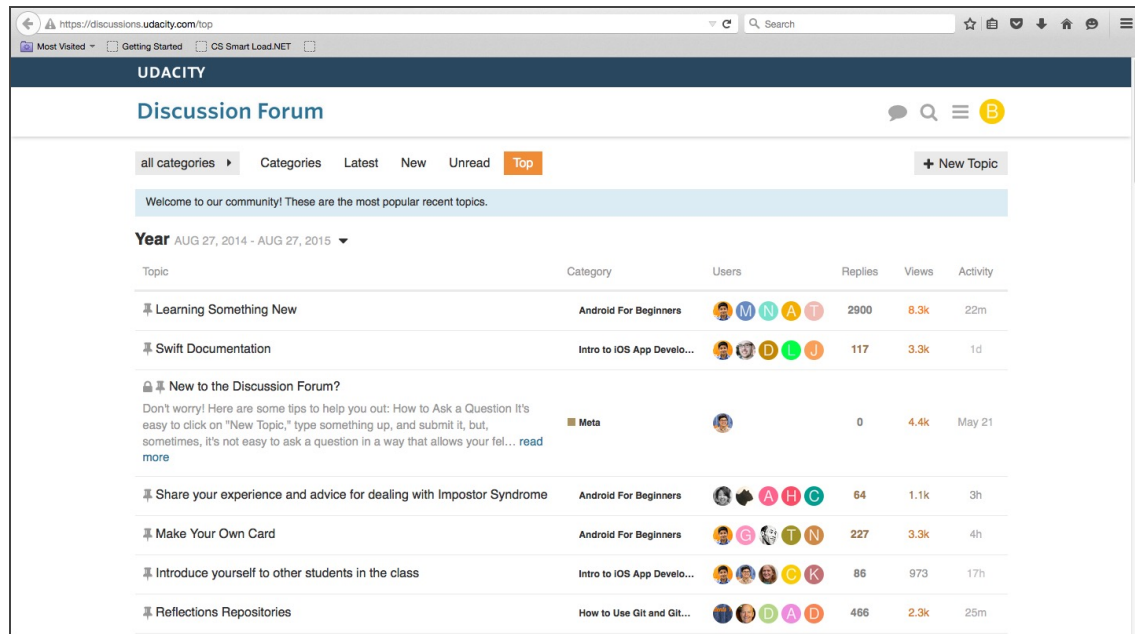 https://discussions.udacity.com/top
Search
Most Visited
Getting Started
CS Smart Load.NET
UDACITY
Discussion Forum
B
all categories
Categories
Latest
New
Unread
Top
+ New Topic
Welcome to our community! These are the most popular recent topics.
Year AUG 27, 2014 - AUG 27, 2015
Topic Category Users Replies Views Activity
Learning Something New Android For Beginners M N A T 2900 8.3k 22m
Swift Documentation Intro to iOS App Develo... D L J 117 3.3k 1d
New to the Discussion Forum?
Don't worry! Here are some tips to help you out: How to Ask a Question It's
easy to click on "New Topic," type something up, and submit it, but,
sometimes, it's not easy to ask a question in a way that allows your fel... read
more
Meta 0 4.4k May 21
Share your experience and advice for dealing with Impostor Syndrome Android For Beginners A H C 64 1.1k 3h
Make Your Own Card Android For Beginners G T N 227 3.3k 4h
Introduce yourself to other students in the class Intro to iOS App Develo... C K 86 973 17h
Reflections Repositories How to Use Git and Git... D A D 466 2.3k 25m